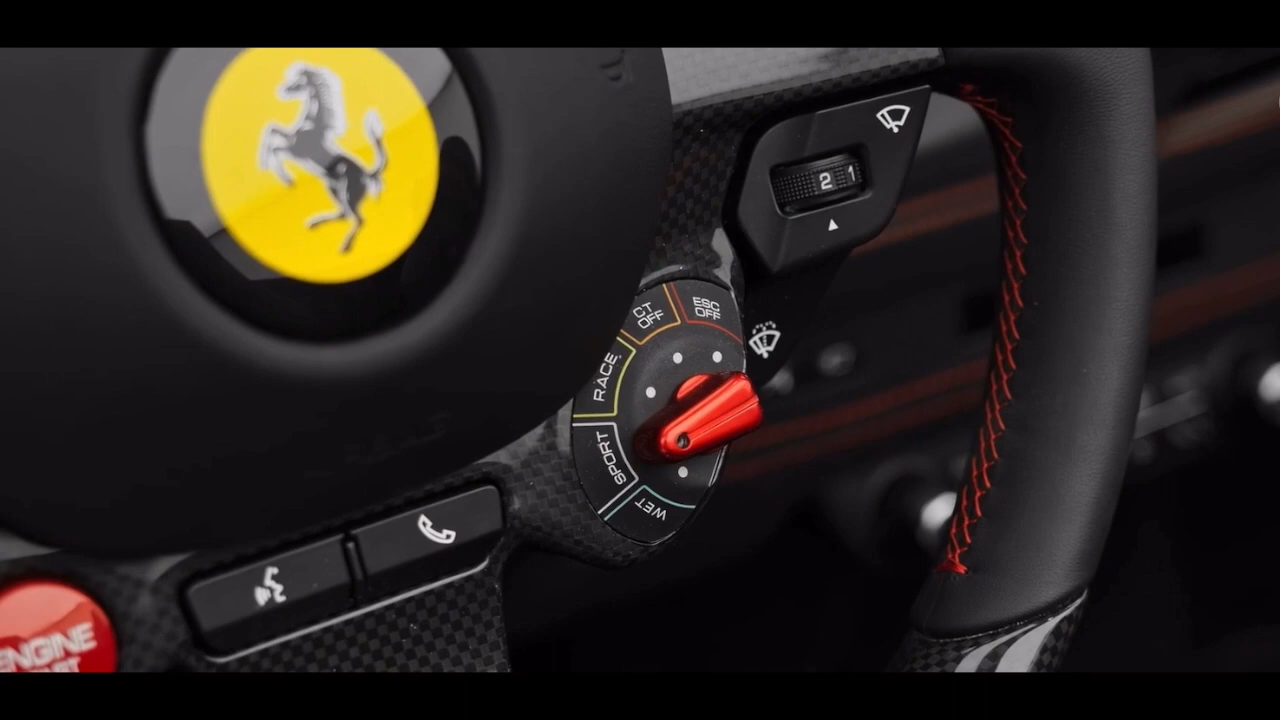 2 1
CT
OFF
ESC
OFF
RACE
SPORT
WET
ENGINE